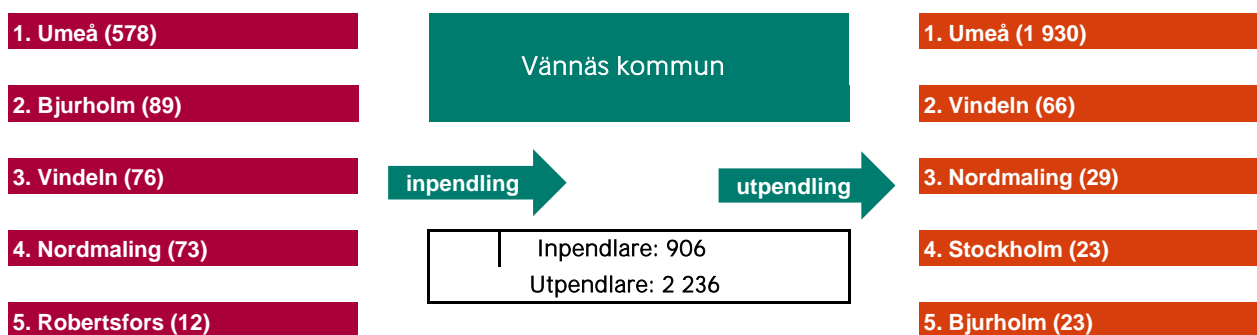 1. Umeå (578)
2. Bjurholm (89)
3. Vindeln (76)
4. Nordmaling (73)
5. Robertsfors (12)
Vännäs kommun
inpendling
utpendling
Inpendlare: 906
Utpendlare: 2 236
1. Umeå (1 930)
2. Vindeln (66)
3. Nordmaling (29)
4. Stockholm (23)
5. Bjurholm (23)